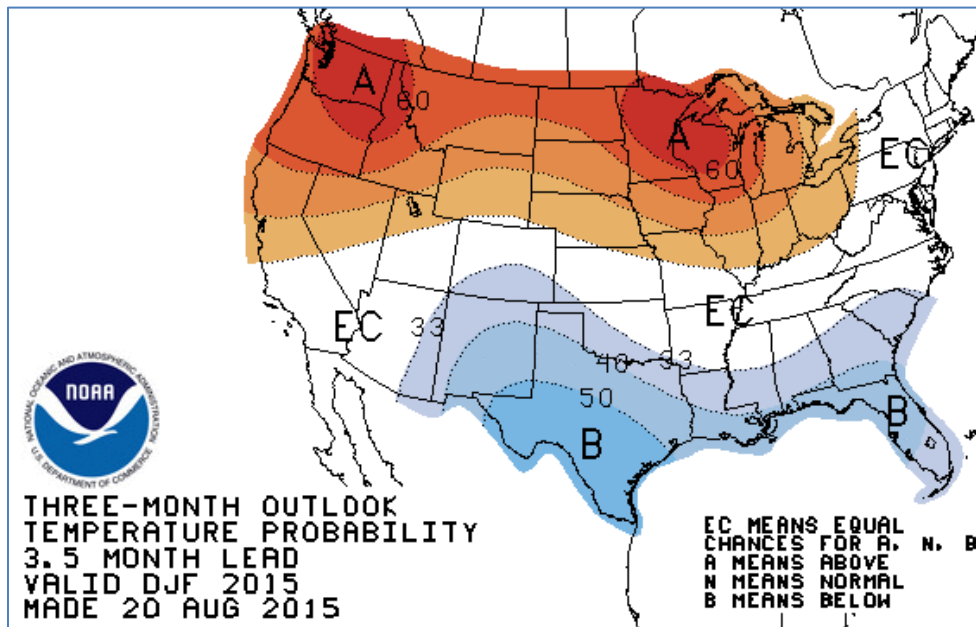 A
60
A
60
EC
EC
EC
33
40
33
50
B
B
NOAA
NATIONAL OCEANIC AND ATMOSPHERIC ADMINISTRATION
U.S. DEPARTMENT OF COMMERCE
THREE-MONTH OUTLOOK
TEMPERATURE PROBABILITY
3.5 MONTH LEAD
VALID DJF 2015
MADE 20 AUG 2015
EC MEANS EQUAL
CHANCES FOR A, N, B
A MEANS ABOVE
N MEANS NORMAL
B MEANS BELOW